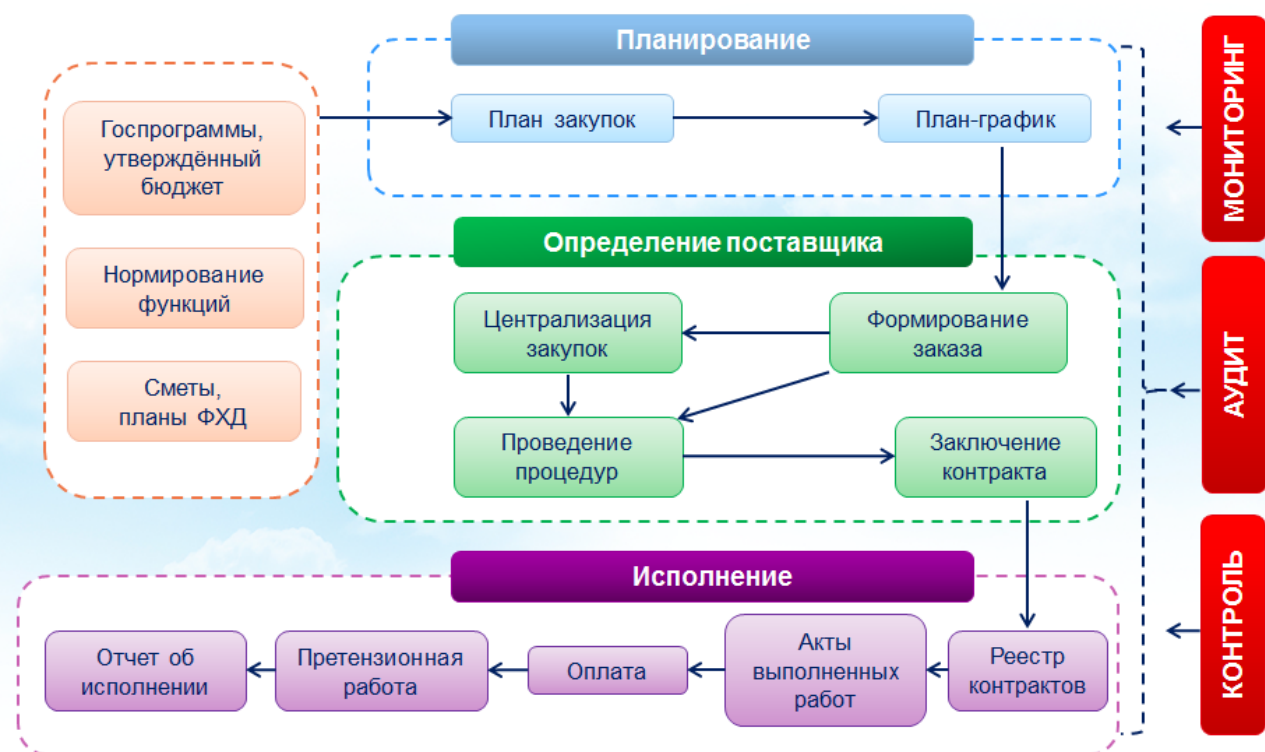 Планирование
Госпрограммы,
утверждённый
бюджет
План закупок
План-график
Нормирование
функций
Сметы,
планы ФХД
Определение поставщика
Централизация
закупок
Формирование
заказа
Проведение
процедур
Заключение
контракта
Исполнение
Отчет об
исполнении
Претензионная
работа
Оплата
Акты
выполненных
работ
Реестр
контрактов
МОНИТОРИНГ
АУДИТ
КОНТРОЛЬ